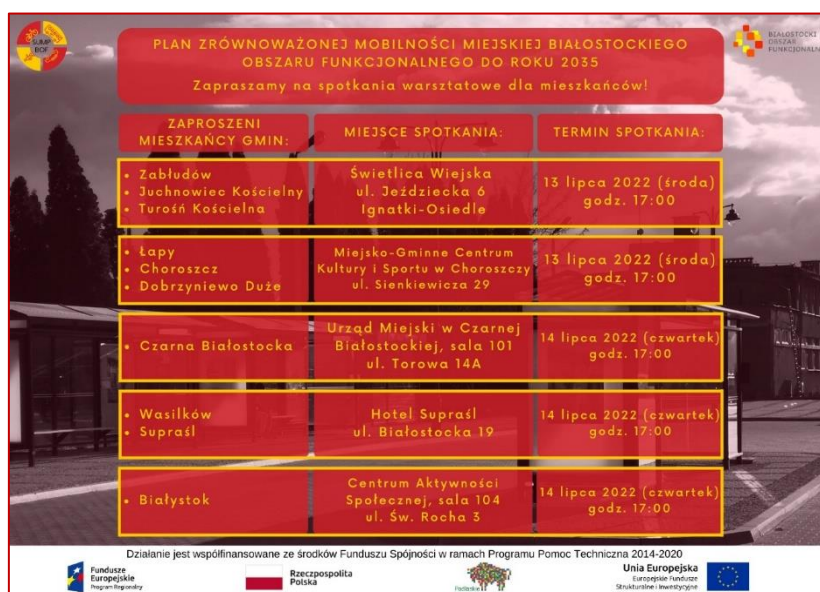 SUMP
BOF
BIAŁOSTOCKI
OBSZAR
FUNKCJONALNY
PLAN ZRÓWNOWAŻONEJ MOBILNOŚCI MIEJSKIEJ BIAŁOSTOCKIEGO
OBSZARU FUNKCJONALNEGO DO ROKU 2035
Zapraszamy na spotkania warsztatowe dla mieszkańców!
ZAPROSZENI
MIESZKAŃCY GMIN:
MIEJSCE SPOTKANIA:
TERMIN SPOTKANIA:
• Zabłudów
• Juchnowiec Kościelny
• Turośń Kościelna
Świetlica Wiejska
ul. Jeździecka 6
Ignatki-Osiedle
13 lipca 2022 (środa)
godz. 17:00
• Łapy
• Choroszcz
• Dobrzyniewo Duże
Miejsko-Gminne Centrum
Kultury i Sportu w Choroszczy
ul. Sienkiewicza 29
13 lipca 2022 (środa)
godz. 17:00
• Czarna Białostocka
Urząd Miejski w Czarnej
Białostockiej, sala 101
ul. Torowa 14A
14 lipca 2022 (czwartek)
godz. 17:00
• Wasilków
• Supraśl
Hotel Supraśl
ul. Białostocka 19
14 lipca 2022 (czwartek)
godz. 17:00
• Białystok
Centrum Aktywności
Społecznej, sala 104
ul. Św. Rocha 3
14 lipca 2022 (czwartek)
godz. 17:00
Działanie jest współfinansowane ze środków Funduszu Spójności w ramach Programu Pomoc Techniczna 2014-2020
Fundusze
Europejskie
Program Regionalny
Rzeczpospolita
Polska
Podlaskie
Unia Europejska
Europejskie Fundusze
Strukturalne i Inwestycyjne